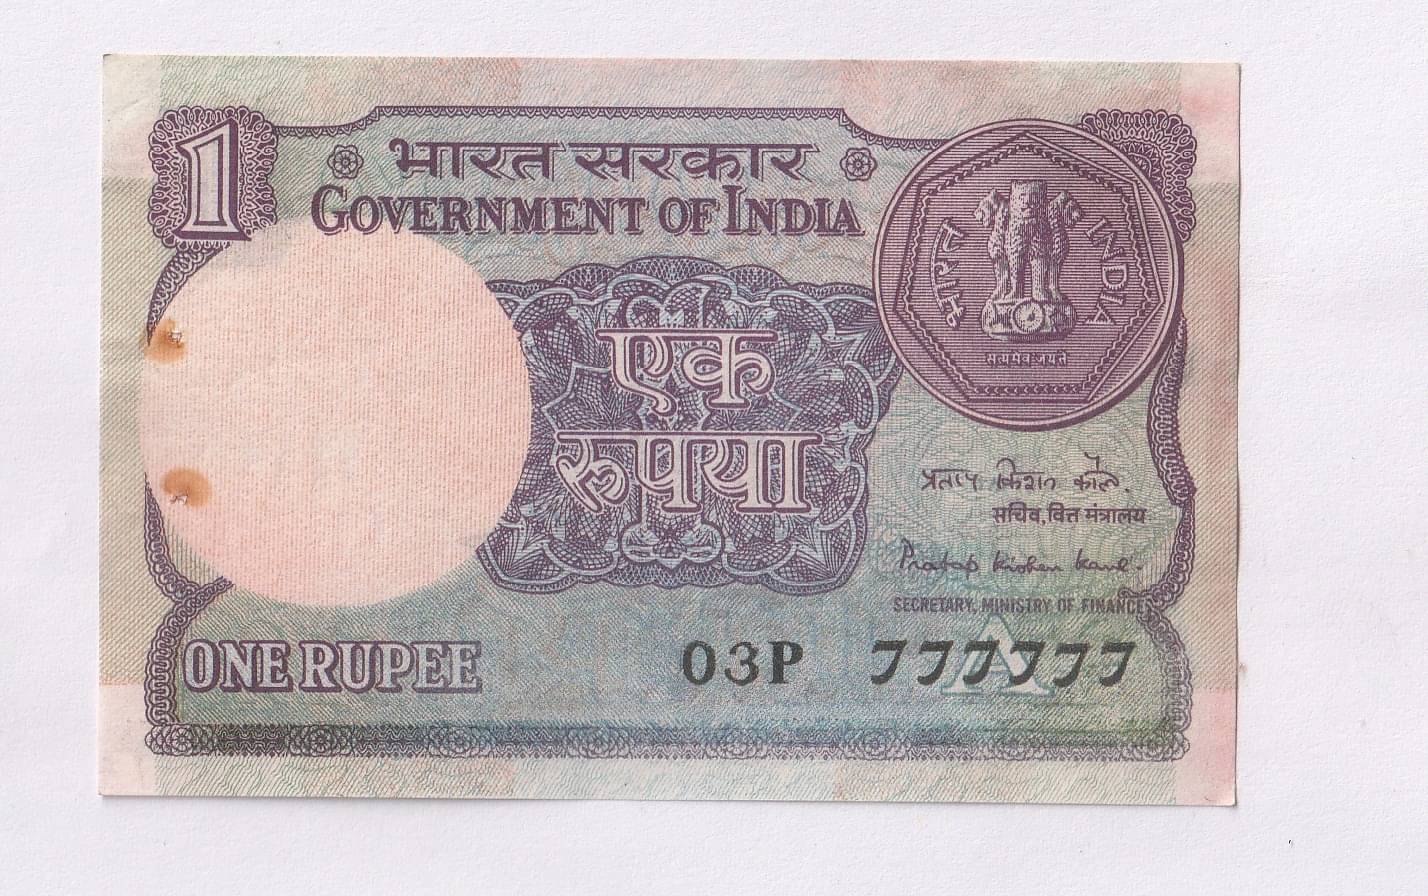 1
भारत सरकार
GOVERNMENT OF INDIA
भारत INDIA
सत्यमेव जयते
एक
रुपया
प्रताप किशन कौल.
सचिव, वित्त मंत्रालय
Pratap Kishen Kaul.
SECRETARY, MINISTRY OF FINANCE
ONE RUPEE
03P 777777
A